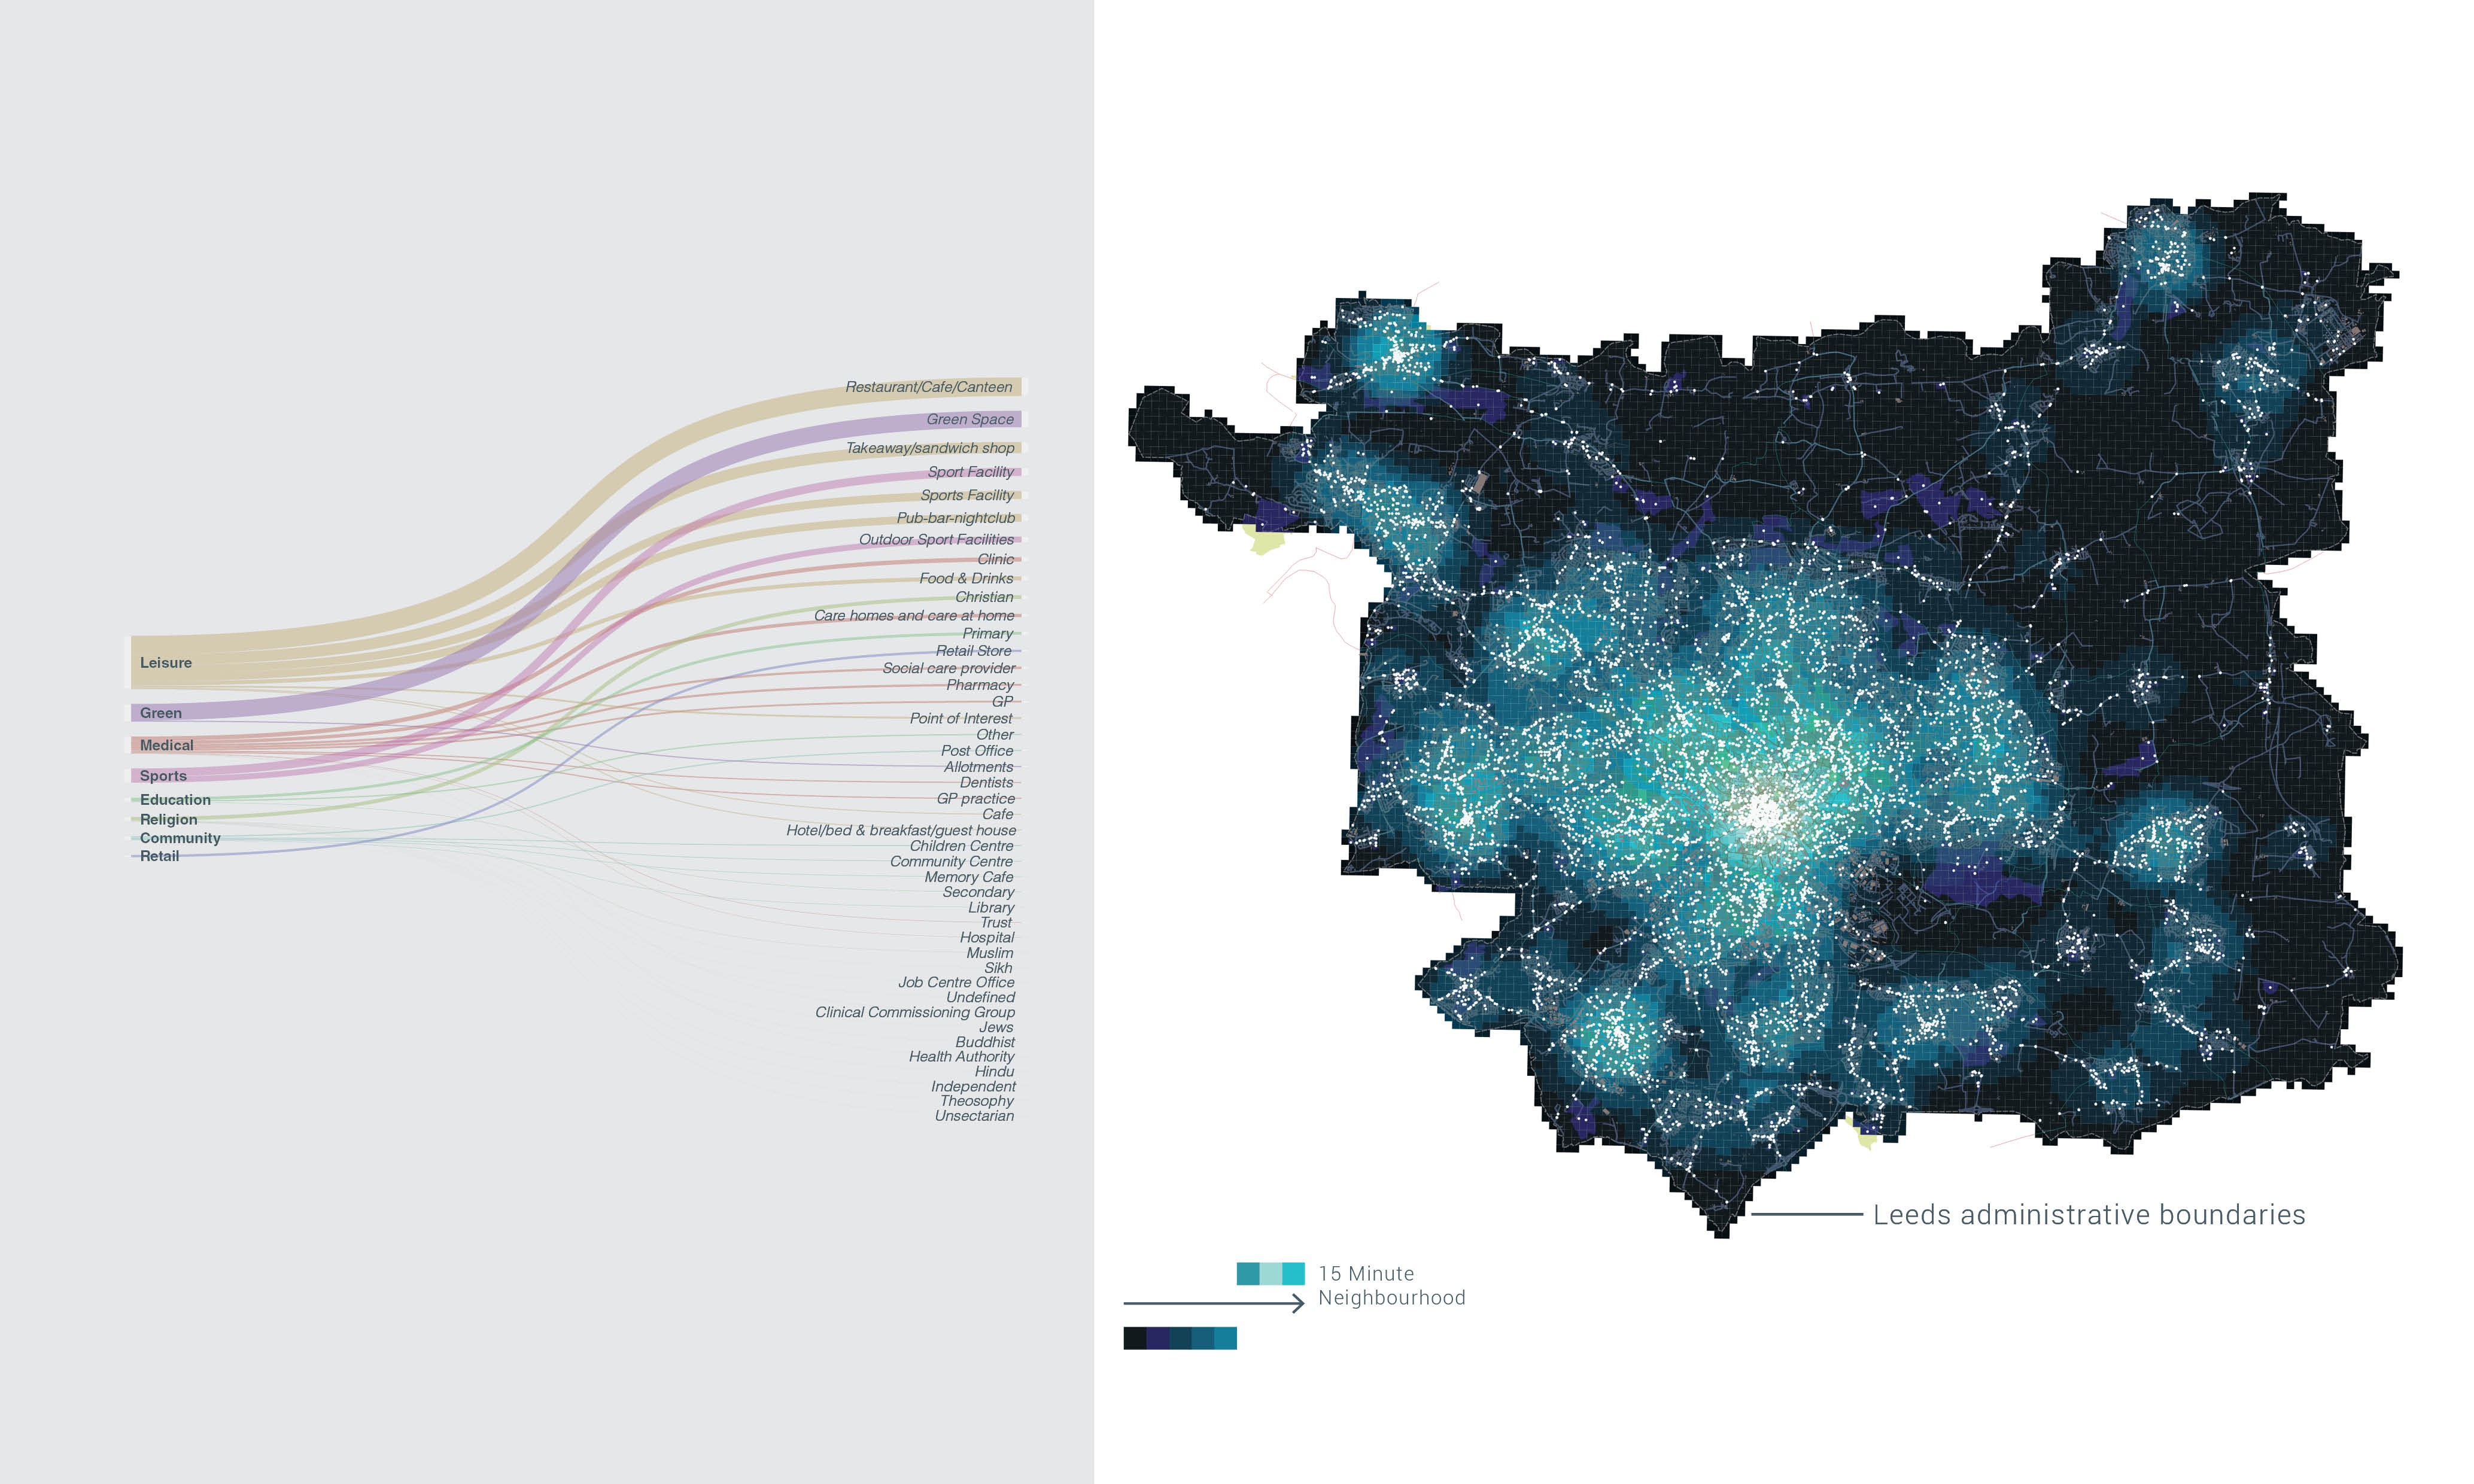 Leisure
Green
Medical
Sports
Education
Religion
Community
Retail
Restaurant/Cafe/Canteen
Green Space
Takeaway/sandwich shop
Sport Facility
Sports Facility
Pub-bar-nightclub
Outdoor Sport Facilities
Clinic
Food & Drinks
Christian
Care homes and care at home
Primary
Retail Store
Social care provider
Pharmacy
GP
Point of Interest
Other
Post Office
Allotments
Dentists
GP practice
Cafe
Hotel/bed & breakfast/guest house
Children Centre
Community Centre
Memory Cafe
Secondary
Library
Trust
Hospital
Muslim
Sikh
Job Centre Office
Undefined
Clinical Commissioning Group
Jews
Buddhist
Health Authority
Hindu
Independent
Theosophy
Unsectarian
Leeds administrative boundaries
15 Minute
Neighbourhood